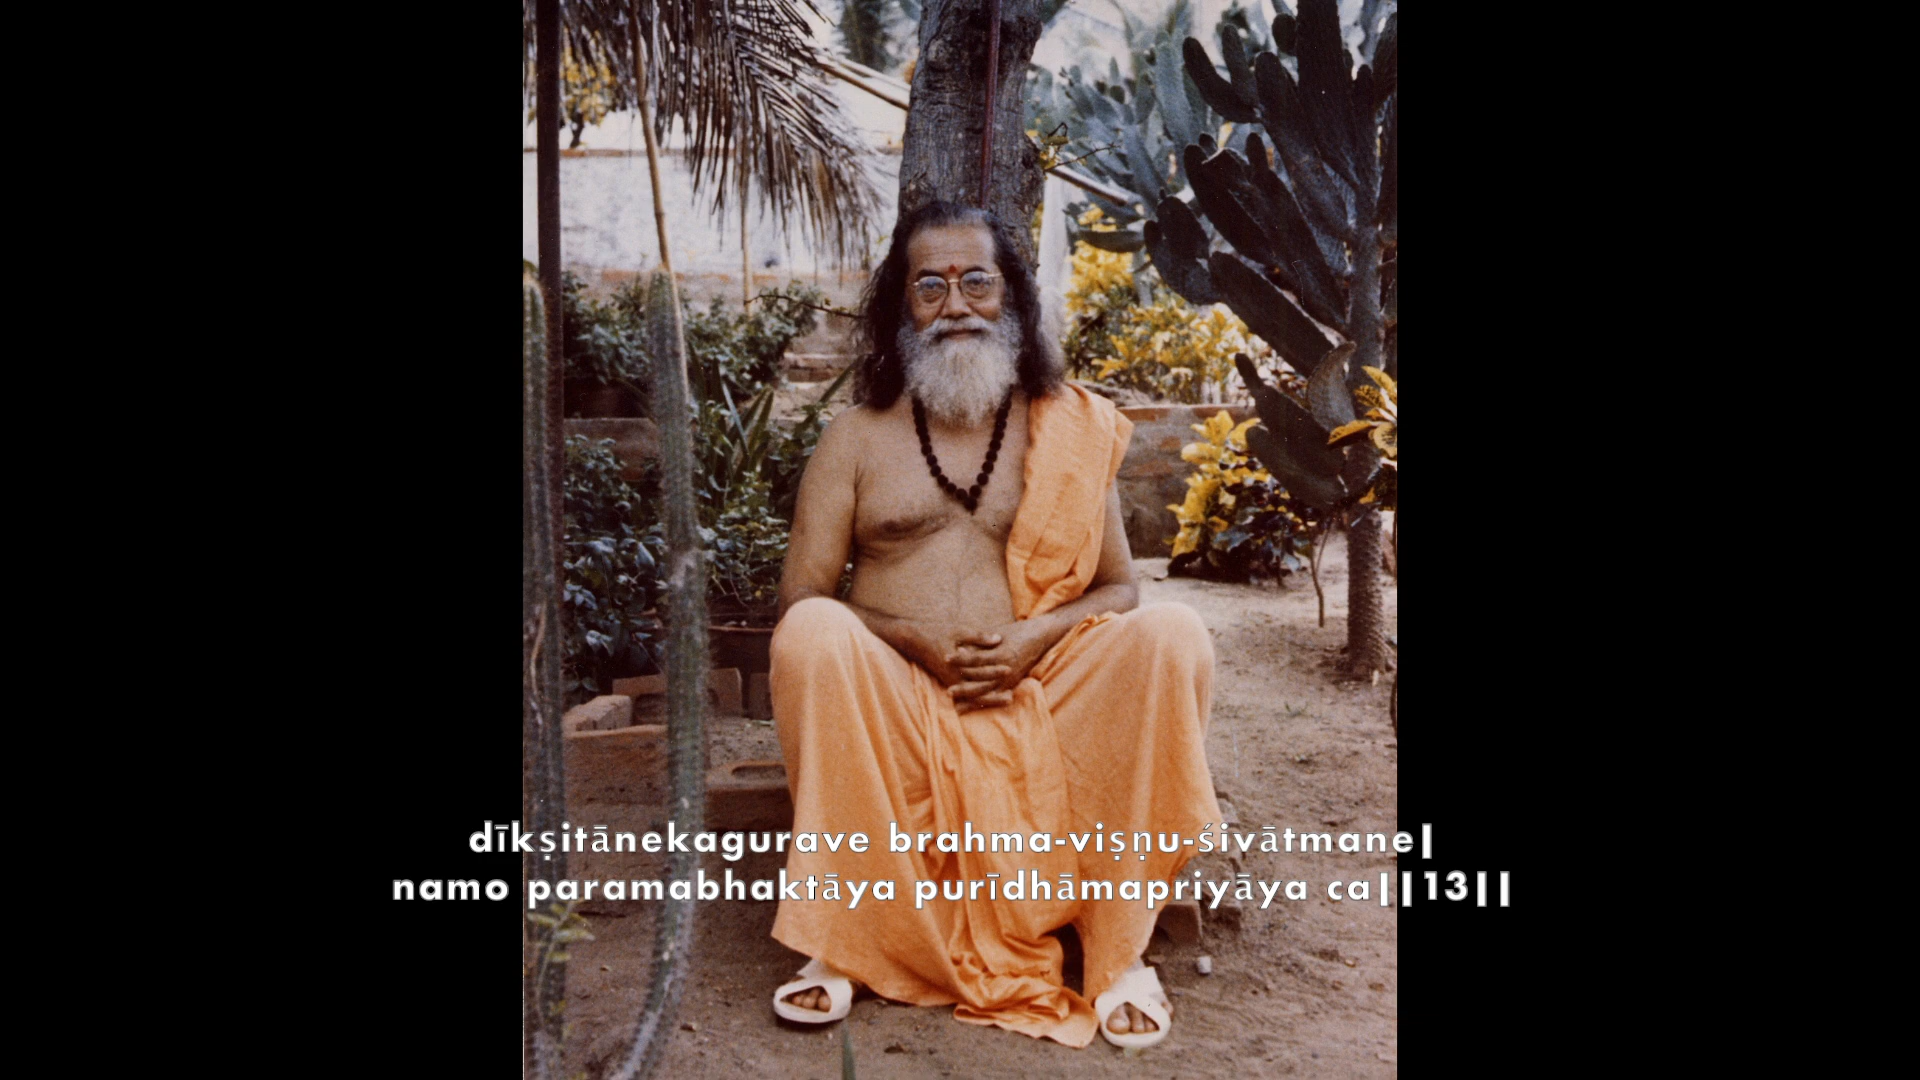 dīkṣitānekagurave brahma-viṣṇu-śivātmane|
namo paramabhaktāya purīdhāmapriyāya ca||13||